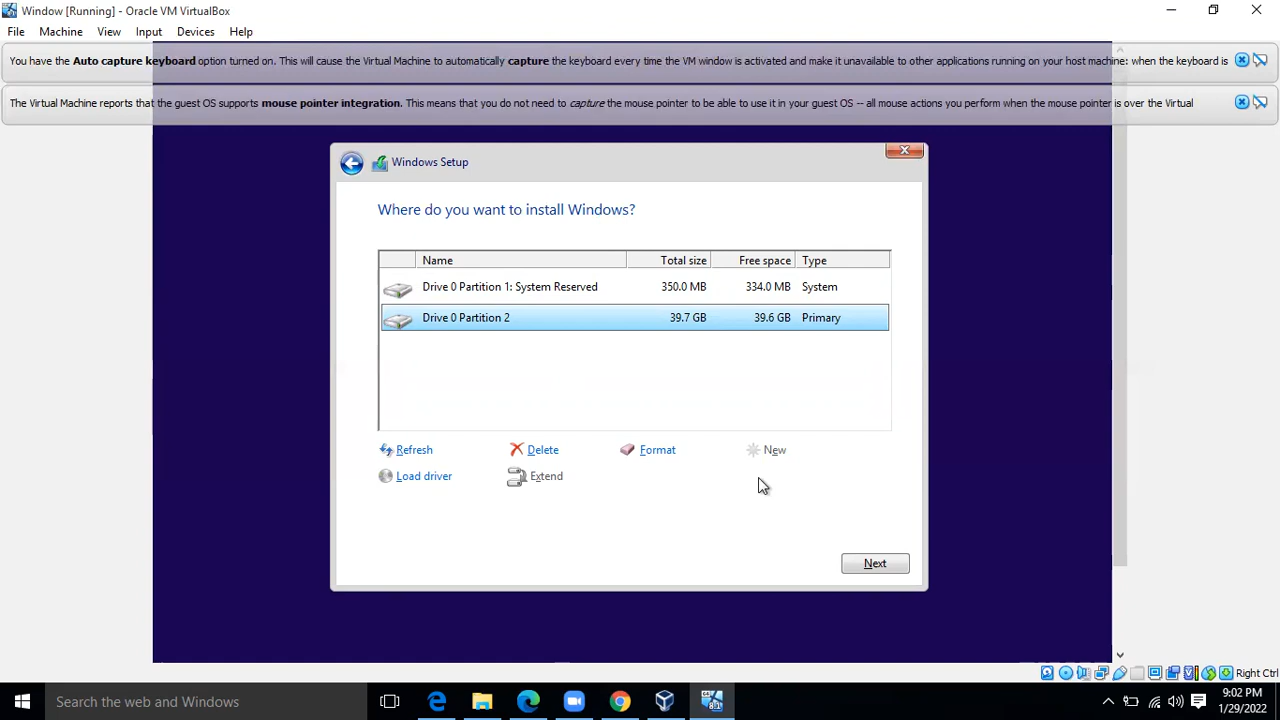 Window [Running] - Oracle VM VirtualBox
File Machine View Input Devices Help
You have the Auto capture keyboard option turned on. This will cause the Virtual Machine to automatically capture the keyboard every time the VM window is activated and make it unavailable to other applications running on your host machine: when the keyboard is
The Virtual Machine reports that the guest OS supports mouse pointer integration. This means that you do not need to capture the mouse pointer to be able to use it in your guest OS -- all mouse actions you perform when the mouse pointer is over the Virtual
Windows Setup
Where do you want to install Windows?
Name Total size Free space Type
Drive 0 Partition 1: System Reserved 350.0 MB 334.0 MB System
Drive 0 Partition 2 39.7 GB 39.6 GB Primary
Refresh Delete Format New
Load driver Extend
Next
Right Ctrl
Search the web and Windows
9:02 PM
1/29/2022